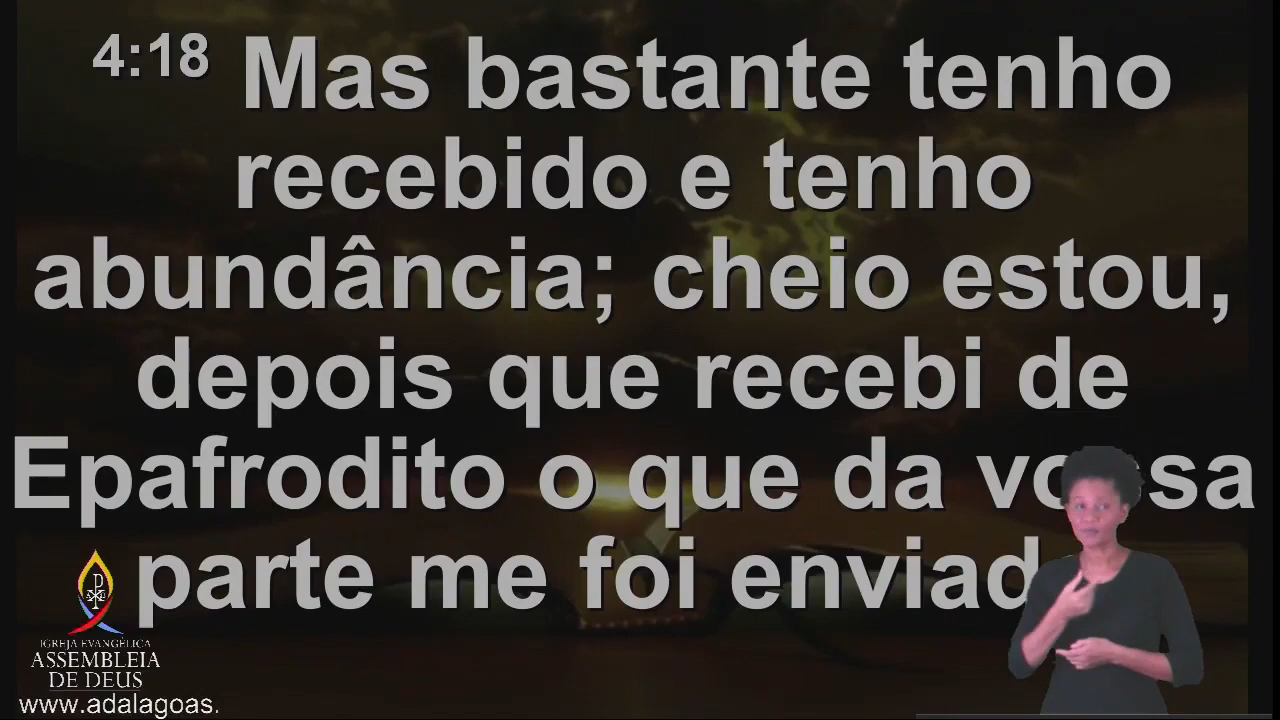 4:18 Mas bastante tenho
recebido e tenho
abundância; cheio estou,
depois que recebi de
Epafrodito o que da
parte me foi
IGREJA EVANGÉLICA
ASSEMBLEIA
DE DEUS
www.adalagoas.